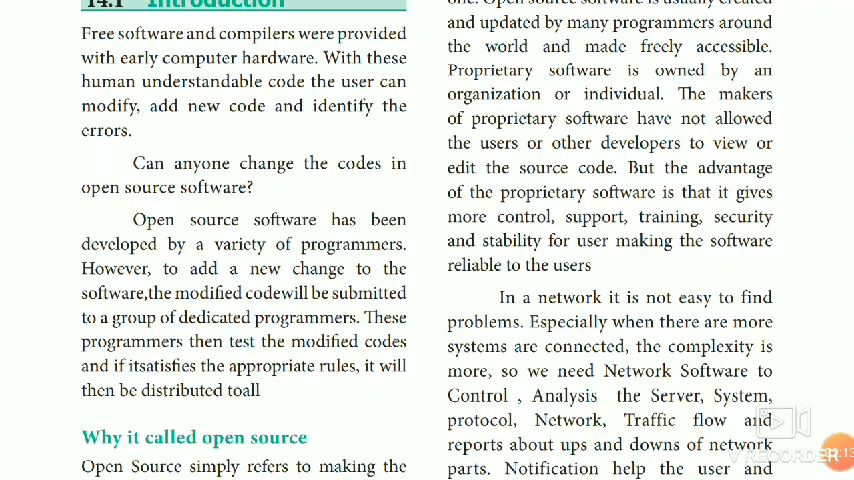 14.1 Introduction
Free software and compilers were provided
with early computer hardware. With these
human understandable code the user can
modify, add new code and identify the
errors.
Can anyone change the codes in
open source software?
Open source software has been
developed by a variety of programmers.
However, to add a new change to the
software,the modified codewill be submitted
to a group of dedicated programmers. These
programmers then test the modified codes
and if itsatisfies the appropriate rules, it will
then be distributed toall
Why it called open source
Open Source simply refers to making the
one. Open source software is usually created
and updated by many programmers around
the world and made freely accessible.
Proprietary software is owned by an
organization or individual. The makers
of proprietary software have not allowed
the users or other developers to view or
edit the source code. But the advantage
of the proprietary software is that it gives
more control, support, training, security
and stability for user making the software
reliable to the users
In a network it is not easy to find
problems. Especially when there are more
systems are connected, the complexity is
more, so we need Network Software to
Control , Analysis the Server, System,
protocol, Network, Traffic flow and
reports about ups and downs of network
parts. Notification help the user and
V RECORDER